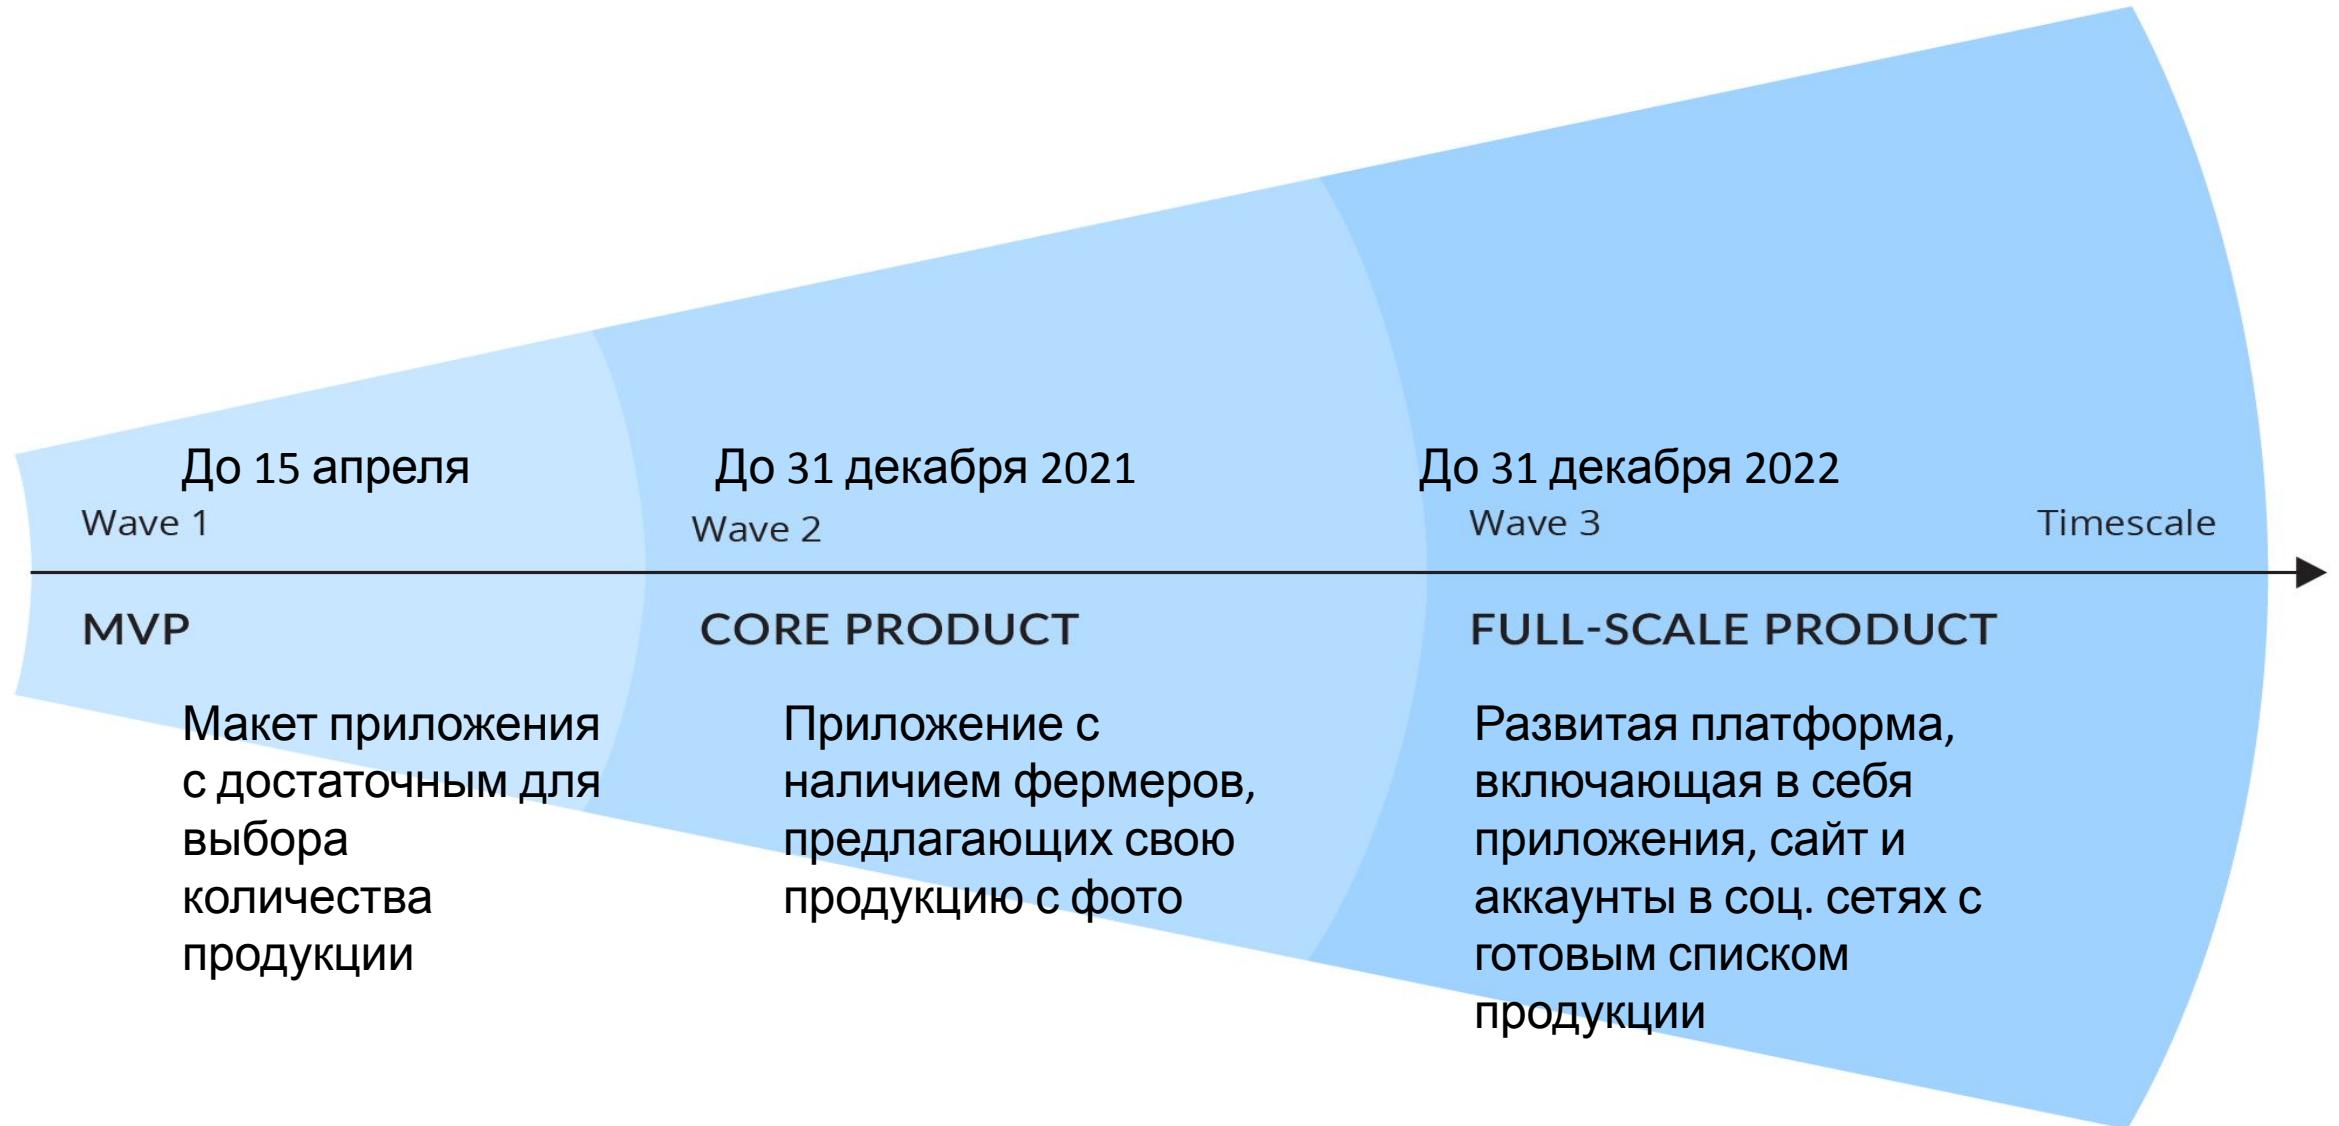 До 15 апреля
Wave 1
MVP
Макет приложения
с достаточным для
выбора
количества
продукции
До 31 декабря 2021
Wave 2
CORE PRODUCT
Приложение с
наличием фермеров,
предлагающих свою
продукцию с фото
До 31 декабря 2022
Wave 3
Timescale
FULL-SCALE PRODUCT
Развитая платформа,
включающая в себя
приложения, сайт и
аккаунты в соц. сетях с
готовым списком
продукции